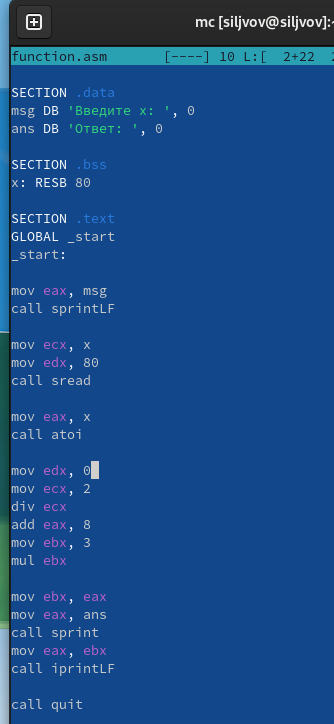 mc [siljvov@siljvov]:~
function.asm [----] 10 L:[ 2+22 2
SECTION .data
msg DB 'Введите x: ', 0
ans DB 'Ответ: ', 0
SECTION .bss
x: RESB 80
SECTION .text
GLOBAL _start
_start:
mov eax, msg
call sprintLF
mov ecx, x
mov edx, 80
call sread
mov eax, x
call atoi
mov edx, 0
mov ecx, 2
div ecx
add eax, 8
mov ebx, 3
mul ebx
mov ebx, eax
mov eax, ans
call sprint
mov eax, ebx
call iprintLF
call quit